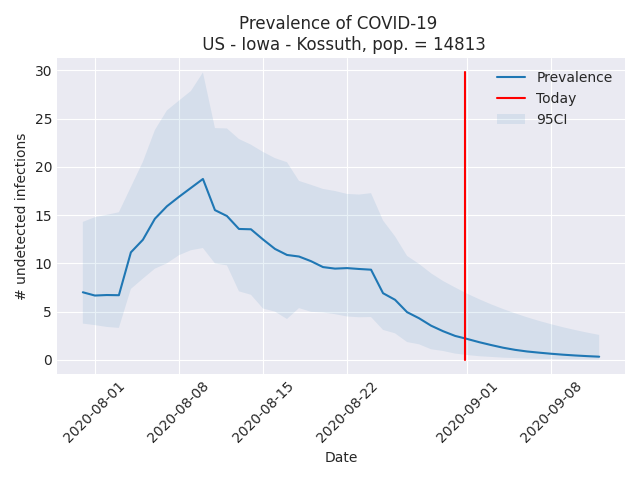 Prevalence of COVID-19
US - Iowa - Kossuth, pop. = 14813
30
25
20
15
10
5
0
# undetected infections
Prevalence
Today
95CI
2020-08-01
2020-08-08
2020-08-15
2020-08-22
2020-09-01
2020-09-08
Date